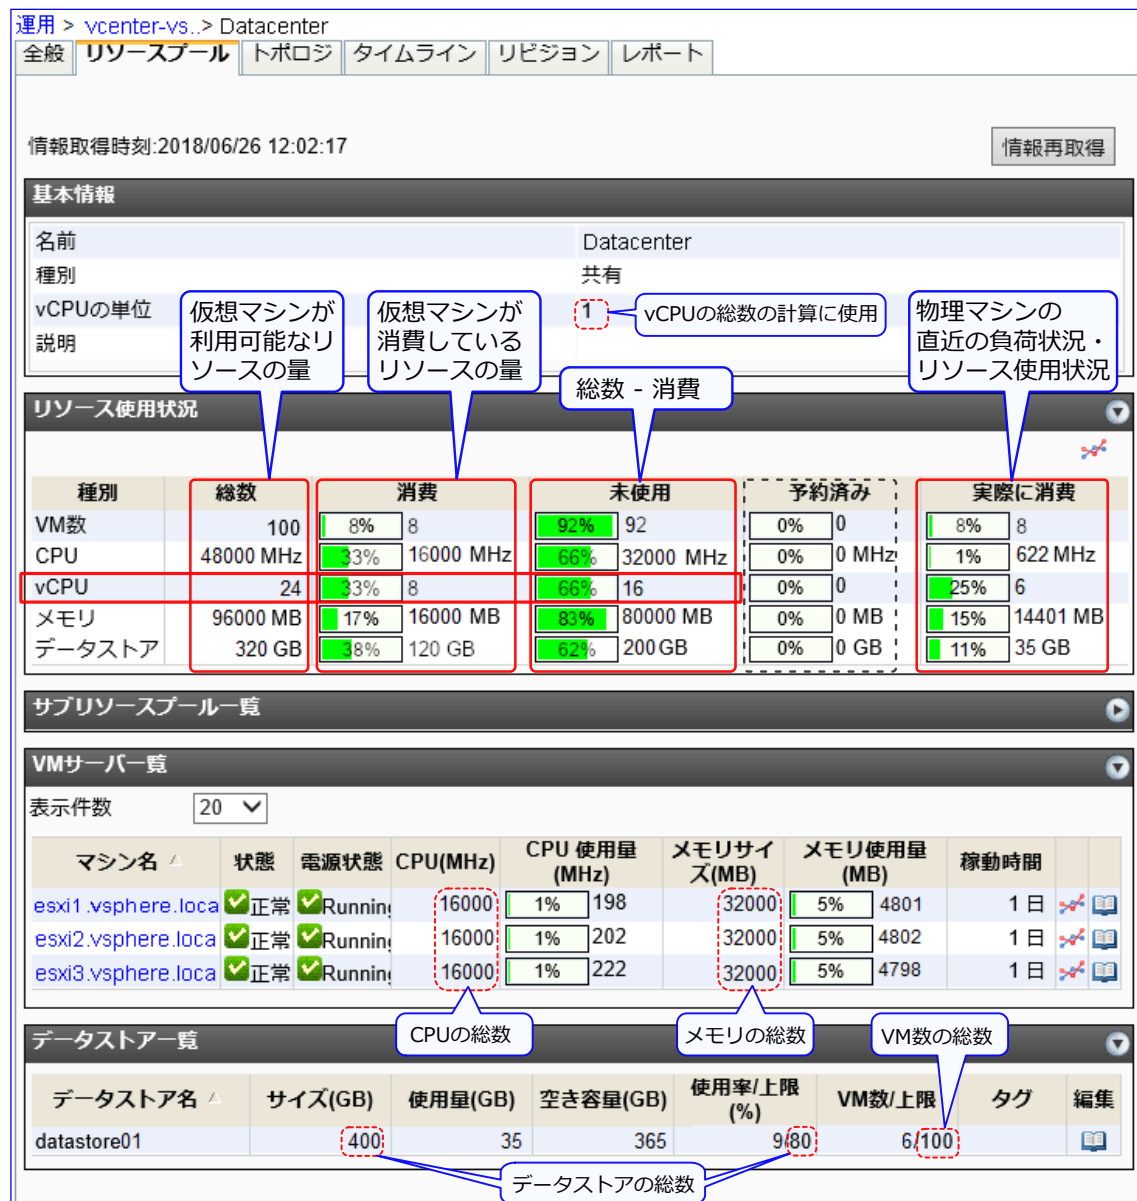 運用 > vcenter-vs..> Datacenter
全般 リソースプール トポロジ タイムライン リビジョン レポート
情報取得時刻:2018/06/26 12:02:17 情報再取得
基本情報
名前 Datacenter
種別 共有
vCPUの単位 1
説明
仮想マシンが
利用可能なリ
ソースの量
仮想マシンが
消費している
リソースの量
vCPUの総数の計算に使用
物理マシンの
直近の負荷状況・
リソース使用状況
総数 - 消費
リソース使用状況
種別 総数 消費 未使用 予約済み 実際に消費
VM数 100 8% 8 92% 92 0% 0 8% 8
CPU 48000 MHz 33% 16000 MHz 66% 32000 MHz 0% 0 MHz 1% 622 MHz
vCPU 24 33% 8 66% 16 0% 0 25% 6
メモリ 96000 MB 17% 16000 MB 83% 80000 MB 0% 0 MB 15% 14401 MB
データストア 320 GB 38% 120 GB 62% 200 GB 0% 0 GB 11% 35 GB
サブリソースプール一覧
VMサーバ一覧
表示件数 20
マシン名 状態 電源状態 CPU(MHz) CPU 使用量 メモリサイ メモリ使用量 稼動時間
(MHz) ズ(MB) (MB)
esxi1.vsphere.loca 正常 Running 16000 1% 198 32000 5% 4801 1 日
esxi2.vsphere.loca 正常 Running 16000 1% 202 32000 5% 4802 1 日
esxi3.vsphere.loca 正常 Running 16000 1% 222 32000 5% 4798 1 日
CPUの総数 メモリの総数 VM数の総数
データストア一覧
データストア名 サイズ(GB) 使用量(GB) 空き容量(GB) 使用率/上限 VM数/上限 タグ 編集
(%)
datastore01 400 35 365 9/80 6/100
データストアの総数